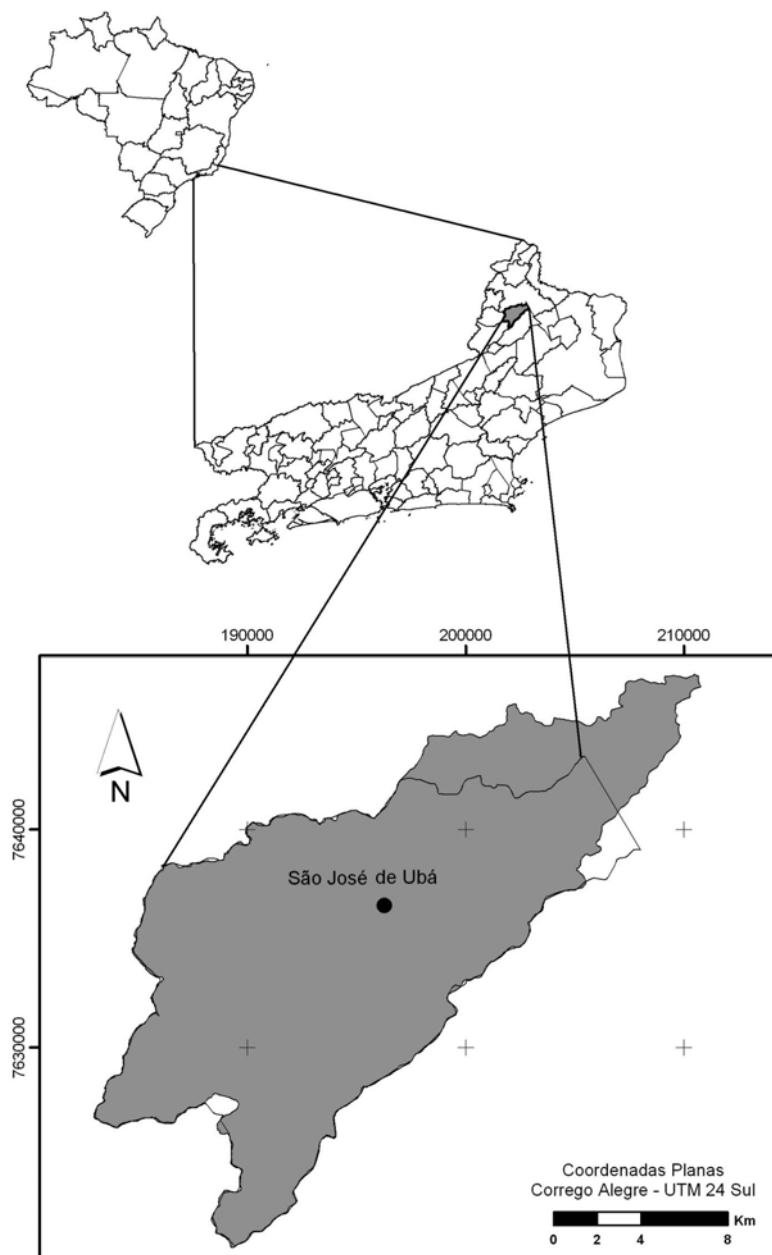 190000 200000 210000
N
7640000
São José de Ubá
7630000
Coordenadas Planas
Corrego Alegre - UTM 24 Sul
Km
0 2 4 8